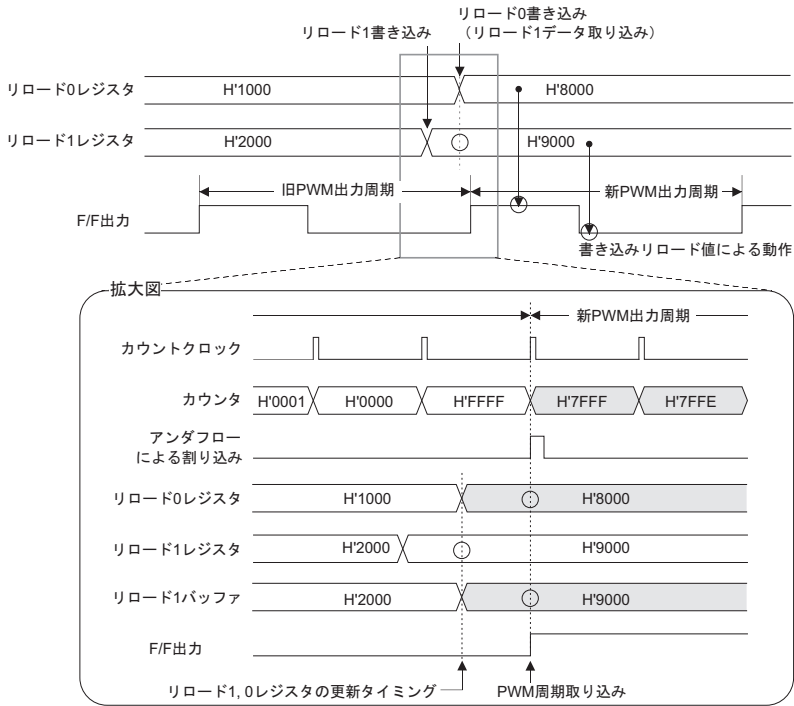 リロード0書き込み
リロード1書き込み
（リロード1データ取り込み）
リロード0レジスタ
H'1000
H'8000
リロード1レジスタ
H'2000
H'9000
旧PWM出力周期
新PWM出力周期
F/F出力
書き込みリロード値による動作
拡大図
新PWM出力周期
カウントクロック
カウンタ
H'0001
H'0000
H'FFFF
H'7FFF
H'7FFE
アンダフロー
による割り込み
リロード0レジスタ
H'1000
H'8000
リロード1レジスタ
H'2000
H'9000
リロード1バッファ
H'2000
H'9000
F/F出力
リロード1, 0レジスタの更新タイミング
PWM周期取り込み